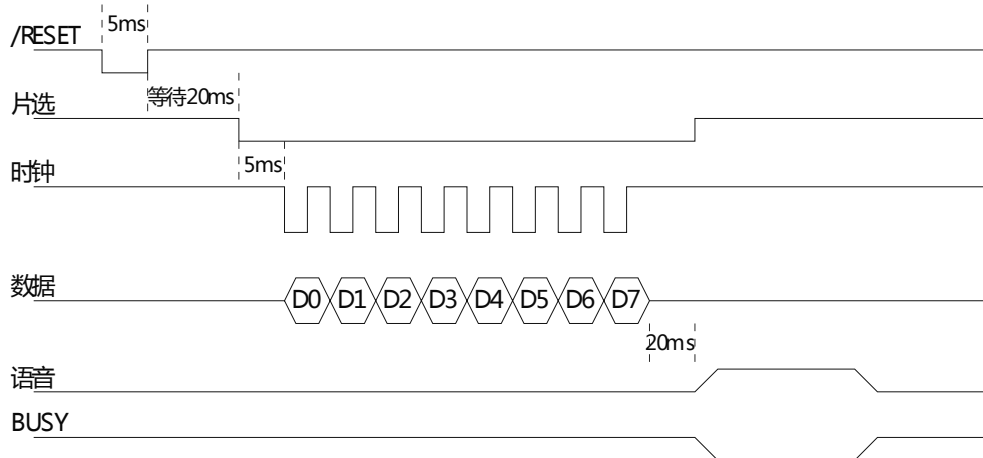 5ms
/RESET
等待20ms
片选
5ms
时钟
数据
D0 D1 D2 D3 D4 D5 D6 D7
20ms
语音
BUSY